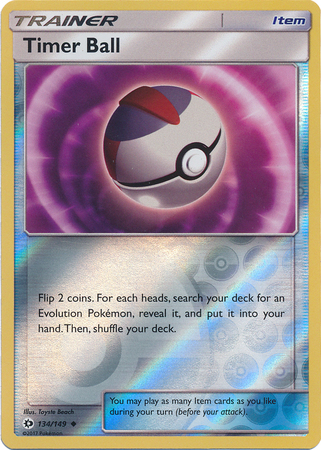 TRAINER Item
Timer Ball
Flip 2 coins. For each heads, search your deck for an
Evolution Pokémon, reveal it, and put it into your
hand. Then, shuffle your deck.
Illus. Toyste Beach
134/149
You may play as many Item cards as you like
during your turn (before your attack).
Pokémon